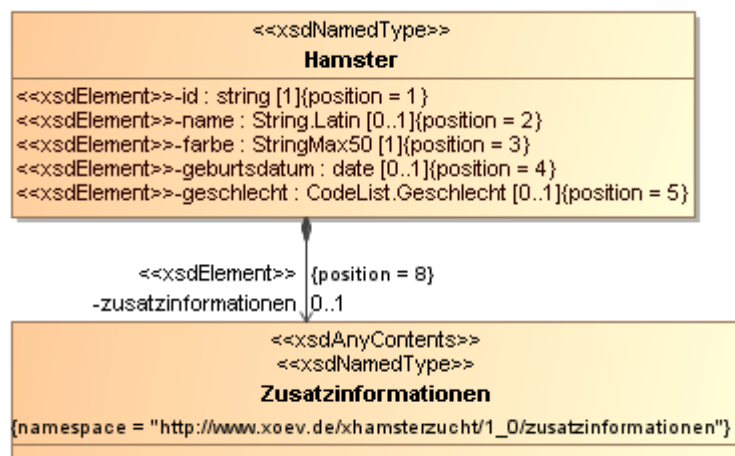 <<xsdNamedType>>
Hamster
<<xsdElement>>-id : string [1]{position = 1}
<<xsdElement>>-name : String.Latin [0..1]{position = 2}
<<xsdElement>>-farbe : StringMax50 [1]{position = 3}
<<xsdElement>>-geburtsdatum : date [0..1]{position = 4}
<<xsdElement>>-geschlecht : CodeList.Geschlecht [0..1]{position = 5}
<<xsdElement>> {position = 8}
-zusatzinformationen 0..1
<<xsdAnyContents>>
<<xsdNamedType>>
Zusatzinformationen
{namespace = "http://www.xoev.de/xhamsterzucht/1_0/zusatzinformationen"}